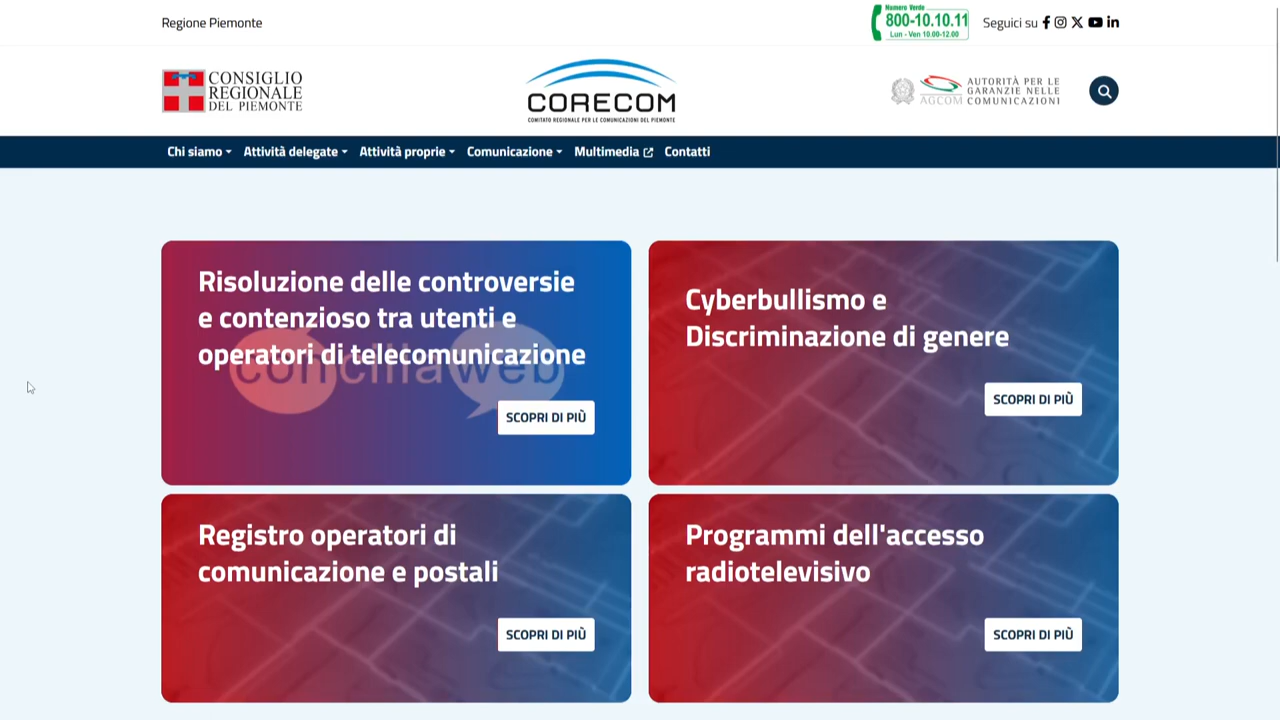 Regione Piemonte
Numero Verde
800-10.10.11
Lun - Ven 10.00-12.00
Seguici su
CONSIGLIO
REGIONALE
DEL PIEMONTE
CORECOM
COMITATO REGIONALE PER LE COMUNICAZIONI DEL PIEMONTE
AGCOM
AUTORITÀ PER LE
GARANZIE NELLE
COMUNICAZIONI
Chi siamo
Attività delegate
Attività proprie
Comunicazione
Multimedia
Contatti
Risoluzione delle controversie
e contenzioso tra utenti e
operatori di telecomunicazione
conciliaweb
SCOPRI DI PIÙ
Cyberbullismo e
Discriminazione di genere
SCOPRI DI PIÙ
Registro operatori di
comunicazione e postali
SCOPRI DI PIÙ
Programmi dell'accesso
radiotelevisivo
SCOPRI DI PIÙ